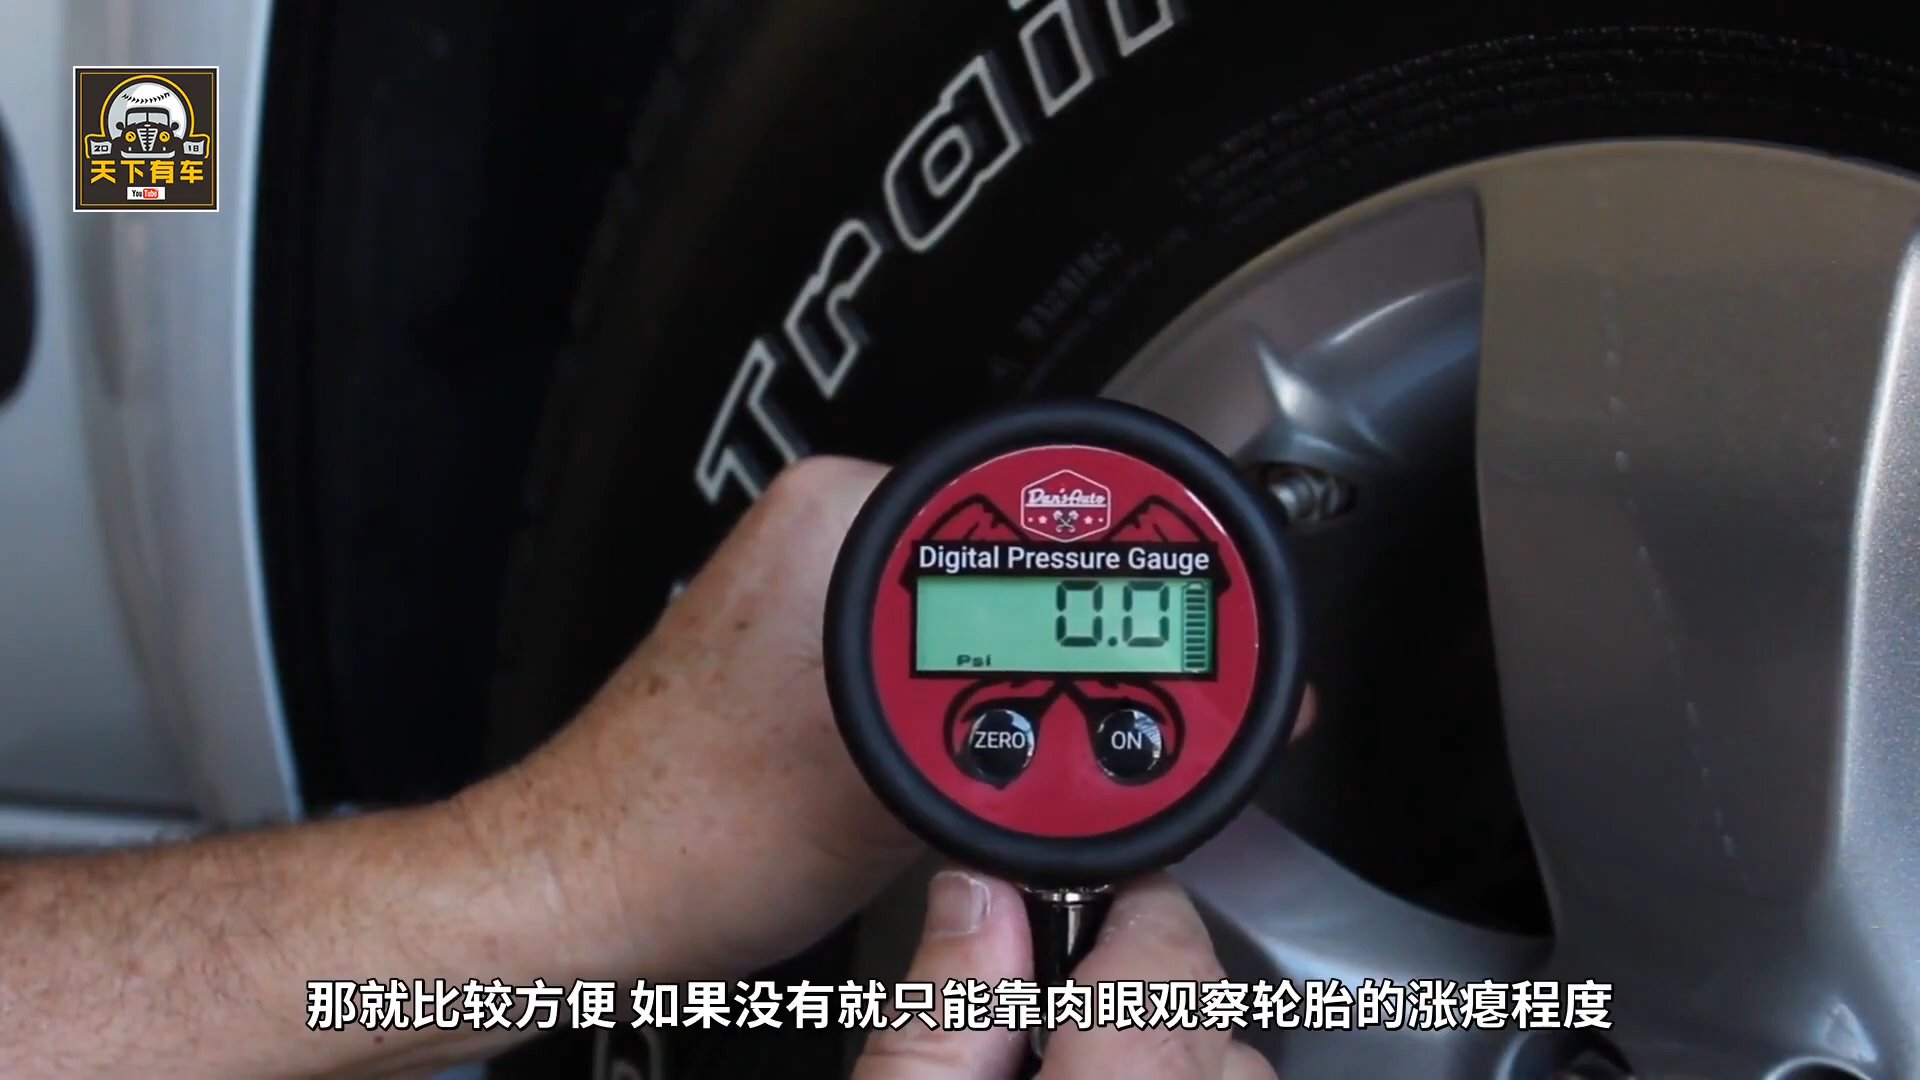 Trail
20 18
天下有车
YouTube
WARNING
Dan's Auto
Digital Pressure Gauge
0.0
Psi
ZERO
ON
那就比较方便 如果没有就只能靠肉眼观察轮胎的涨瘪程度